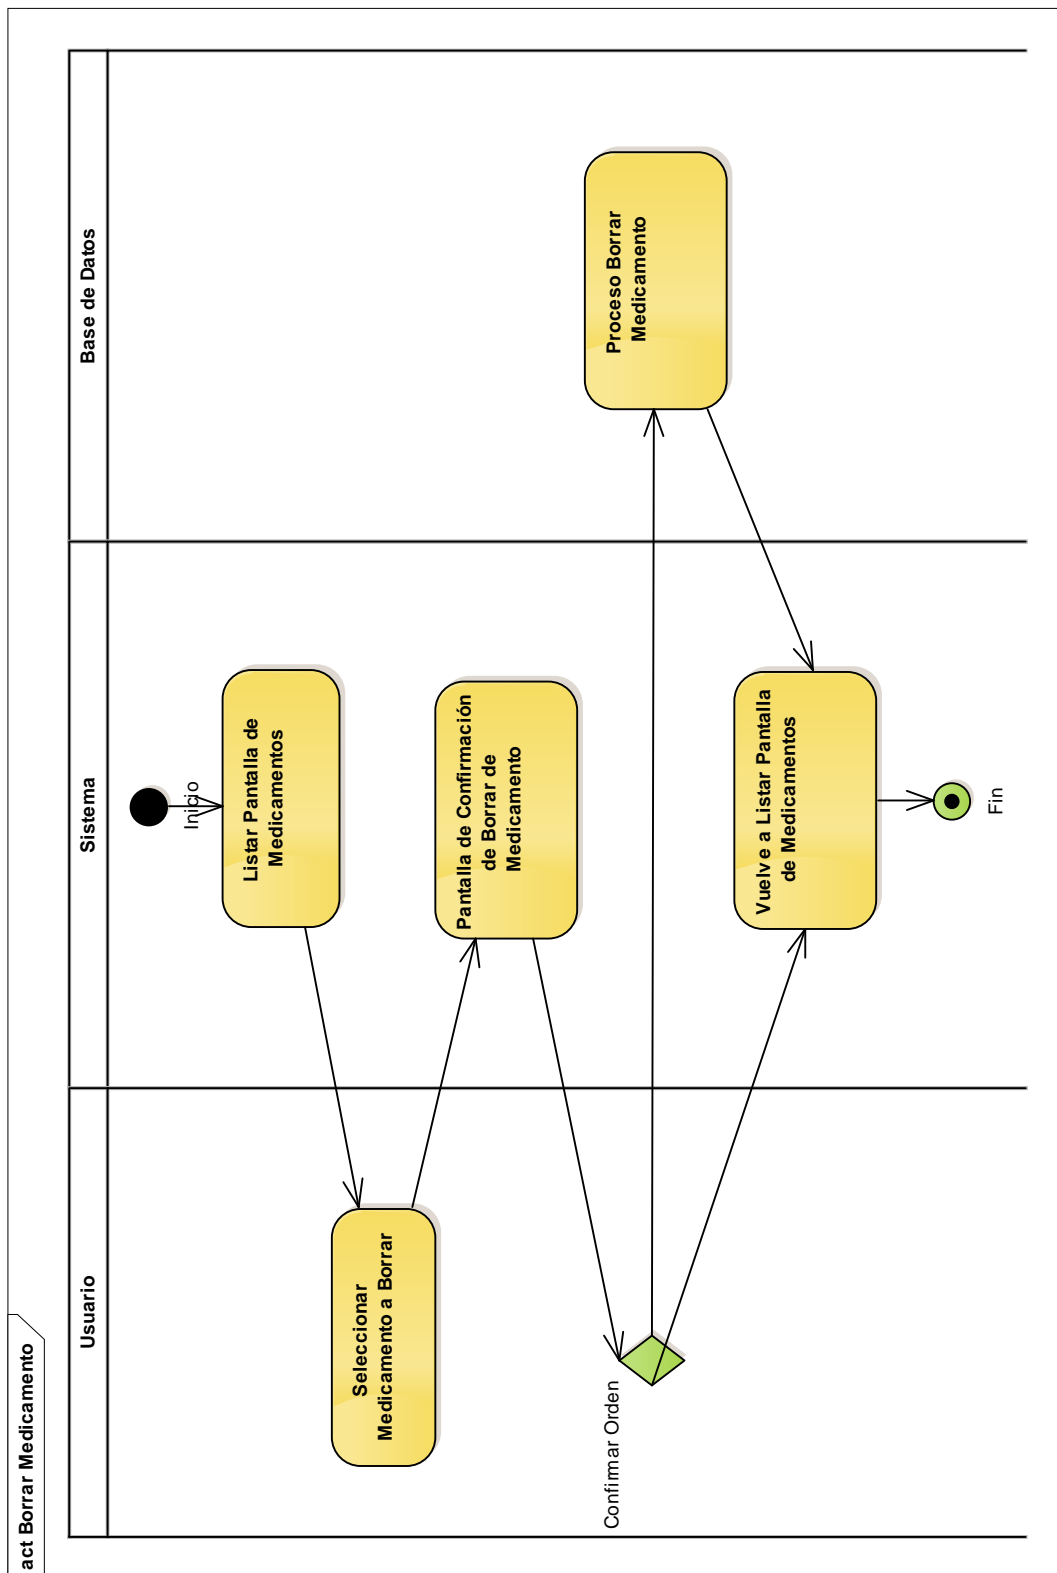 act Borrar Medicamento
Usuario
Sistema
Base de Datos
Inicio
Listar Pantalla de
Medicamentos
Seleccionar
Medicamento a Borrar
Pantalla de Confirmación
de Borrar de
Medicamento
Confirmar Orden
Proceso Borrar
Medicamento
Vuelve a Listar Pantalla
de Medicamentos
Fin